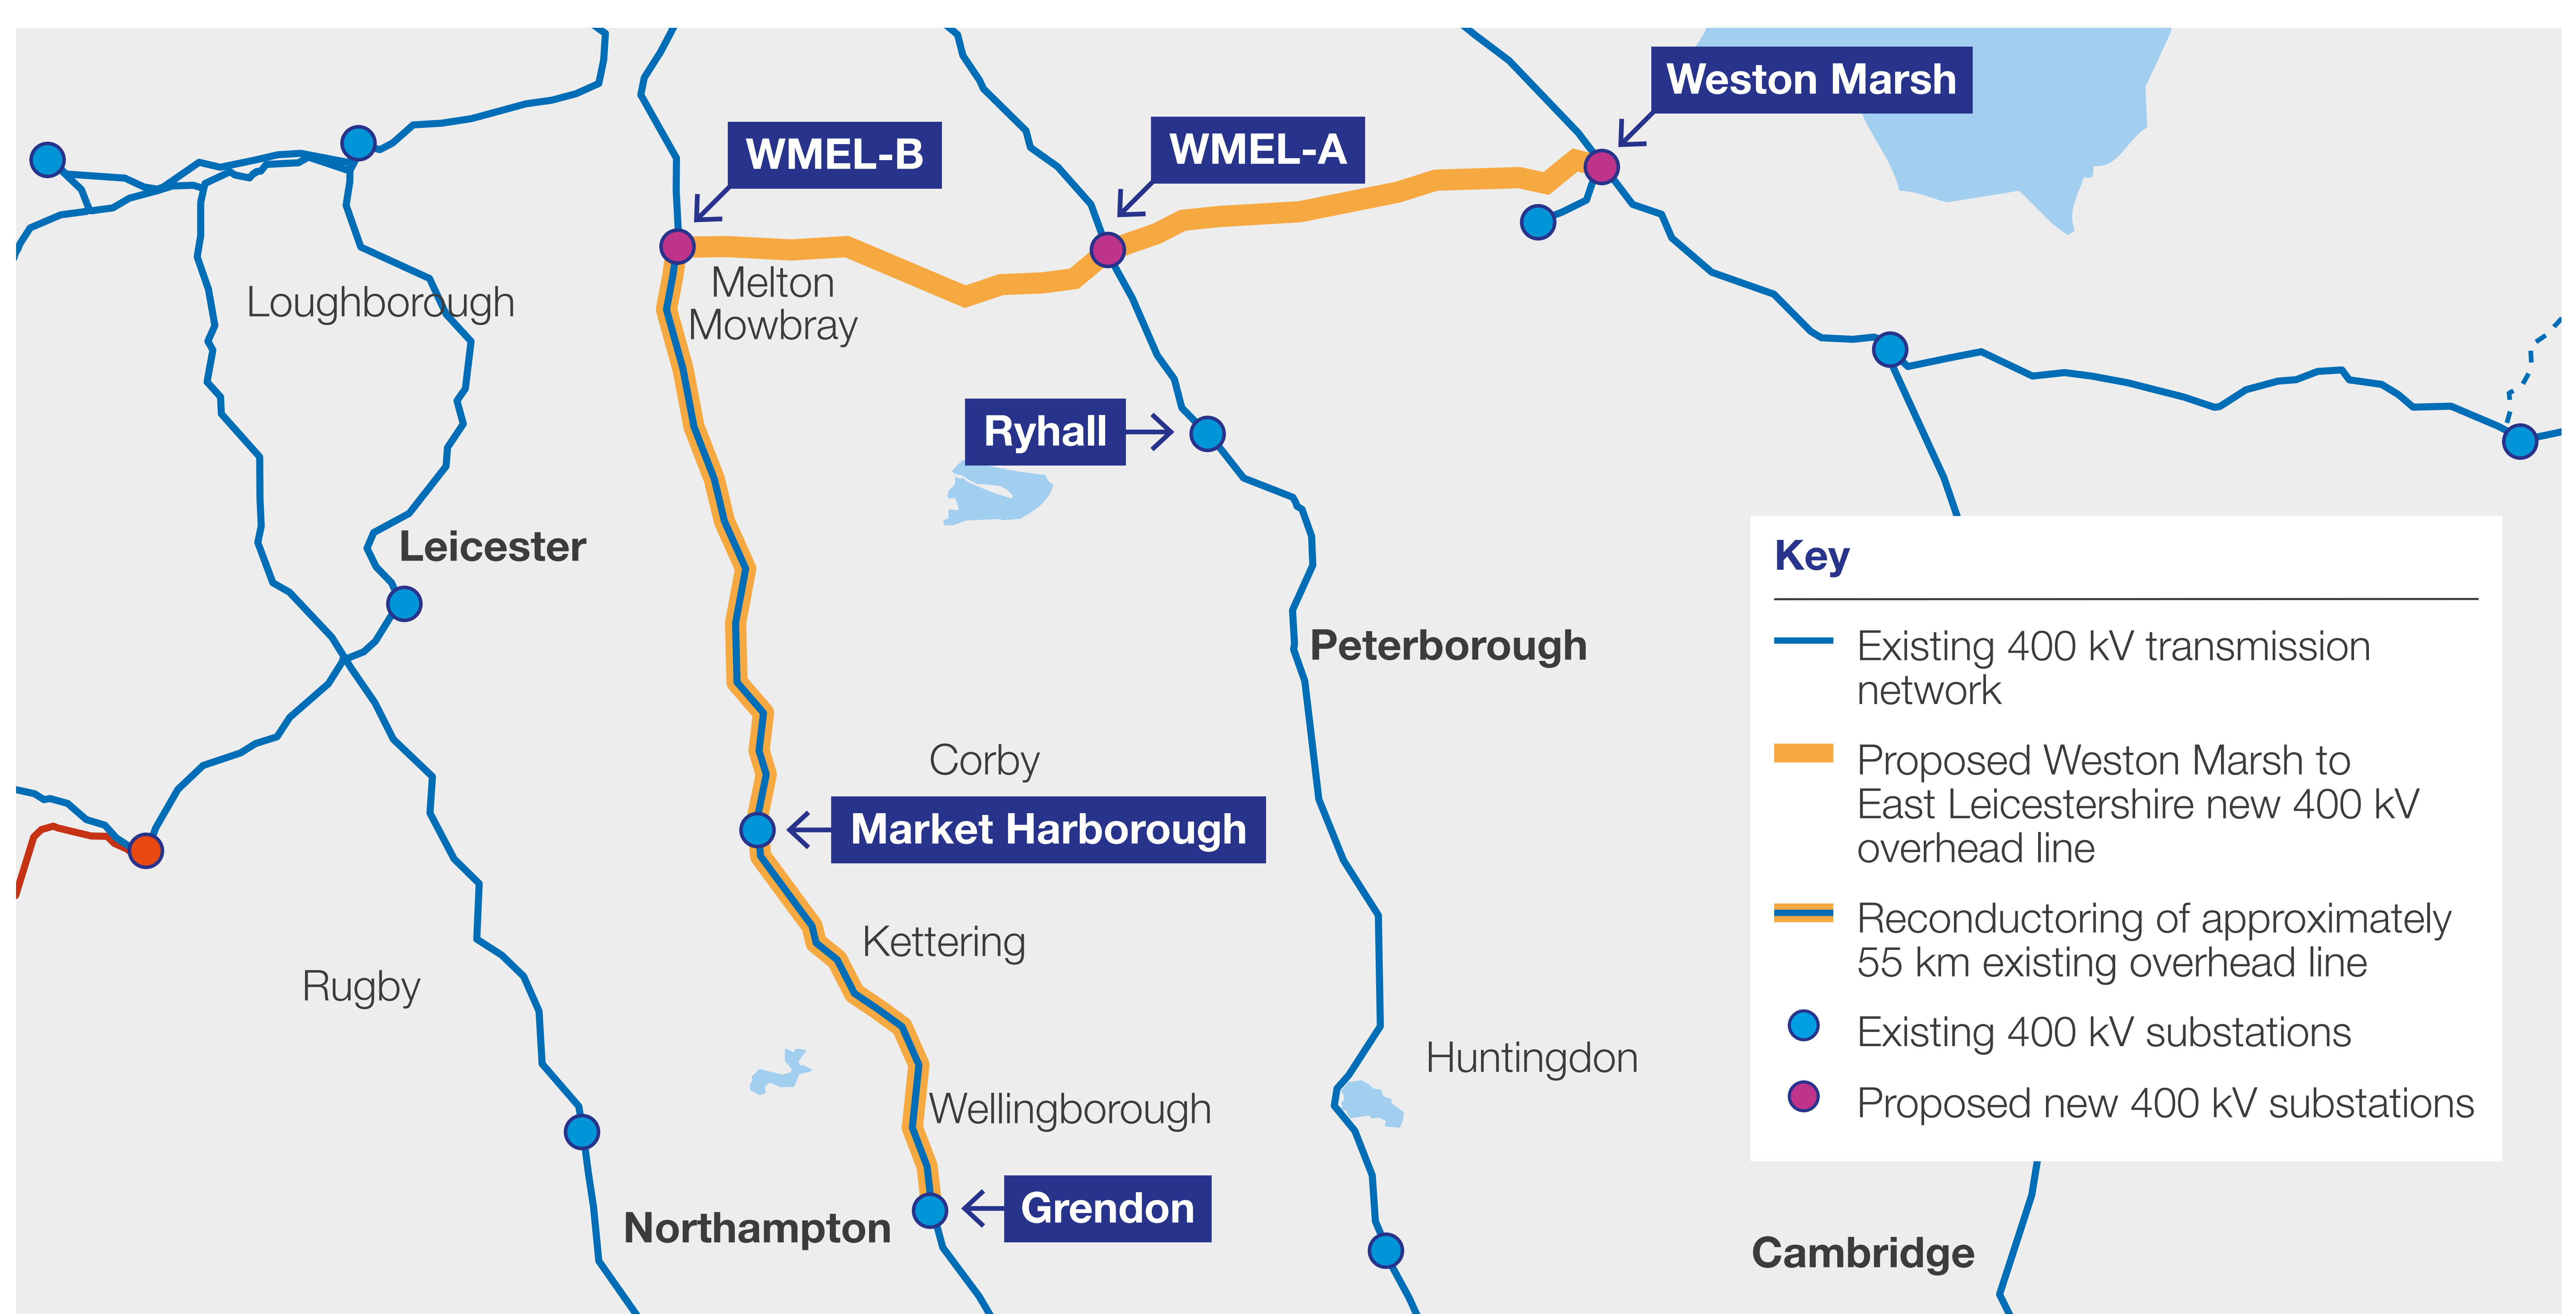 Weston Marsh
WMEL-B
WMEL-A
Melton
Mowbray
Loughborough
Ryhall
Leicester
Peterborough
Corby
Market Harborough
Kettering
Rugby
Huntingdon
Wellingborough
Grendon
Northampton
Cambridge
Key
Existing 400 kV transmission
network
Proposed Weston Marsh to
East Leicestershire new 400 kV
overhead line
Reconductoring of approximately
55 km existing overhead line
Existing 400 kV substations
Proposed new 400 kV substations